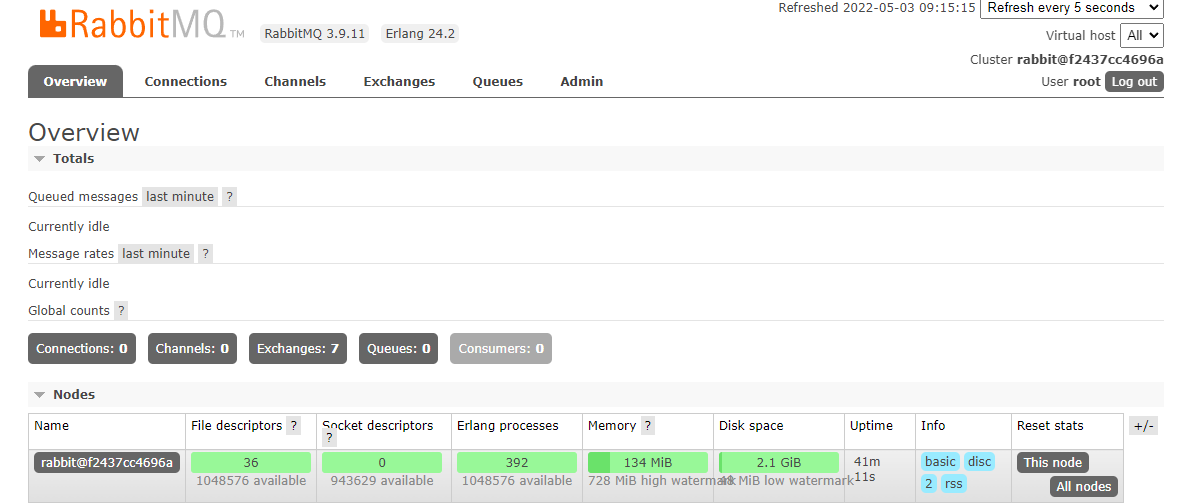 RabbitMQ TM RabbitMQ 3.9.11 Erlang 24.2
Refreshed 2022-05-03 09:15:15 Refresh every 5 seconds
Virtual host All
Cluster rabbit@f2437cc4696a
User root Log out
Overview Connections Channels Exchanges Queues Admin
Overview
Totals
Queued messages last minute ?
Currently idle
Message rates last minute ?
Currently idle
Global counts ?
Connections: 0 Channels: 0 Exchanges: 7 Queues: 0 Consumers: 0
Nodes
Name File descriptors ? Socket descriptors ? Erlang processes Memory ? Disk space Uptime Info Reset stats +/-
rabbit@f2437cc4696a 36 0 392 134 MiB 2.1 GiB 41m basic disc This node
1048576 available 943629 available 1048576 available 728 MiB high watermark 48 MiB low watermark 11s 2 rss All nodes